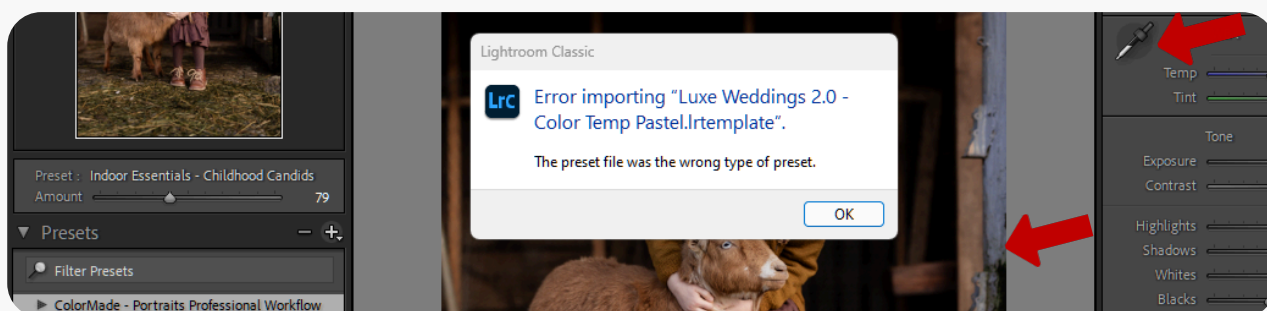 Lightroom Classic
LrC
Error importing “Luxe Weddings 2.0 -
Color Temp Pastel.lrtemplate”.
The preset file was the wrong type of preset.
OK
Preset : Indoor Essentials - Childhood Candids
Amount 79
Presets
Filter Presets
ColorMade - Portraits Professional Workflow
Temp
Tint
Tone
Exposure
Contrast
Highlights
Shadows
Whites
Blacks